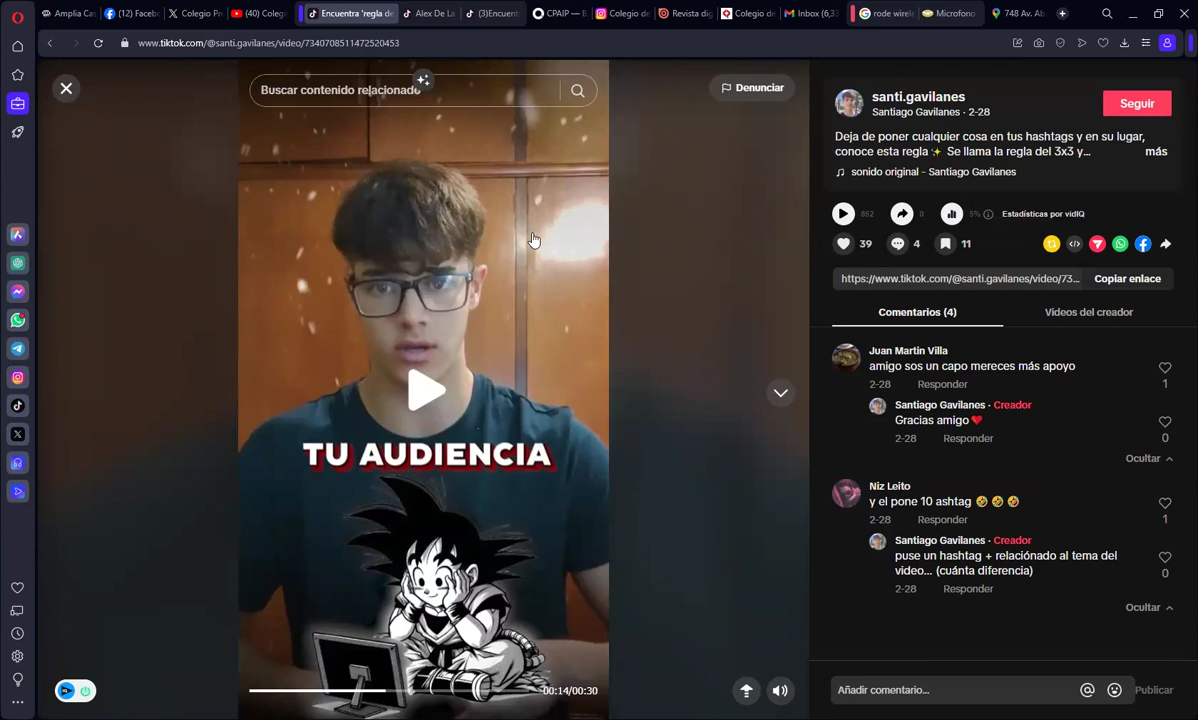 Amplia Cas
(12) Facebo
Colegio Pr
(40) Coleg
Encuentra 'regla de
Alex De La
(3)Encuent
CPAIP — B
Colegio de
Revista dig
Colegio de
Inbox (6,33
rode wirele
Microfono
748 Av. Ab
www.tiktok.com/@santi.gavilanes/video/7340708511472520453
Buscar contenido relacionado
Denunciar
TU AUDIENCIA
00:14/00:30
santi.gavilanes
Santiago Gavilanes · 2-28
Seguir
Deja de poner cualquier cosa en tus hashtags y en su lugar,
conoce esta regla ✨ Se llama la regla del 3x3 y...
más
sonido original - Santiago Gavilanes
852
0
5%
Estadísticas por vidIQ
39
4
11
https://www.tiktok.com/@santi.gavilanes/video/73...
Copiar enlace
Comentarios (4)
Videos del creador
Juan Martin Villa
amigo sos un capo mereces más apoyo
2-28
Responder
1
Santiago Gavilanes · Creador
Gracias amigo❤️
2-28
Responder
0
Ocultar
Niz Leito
y el pone 10 ashtag 🤣 🤣 🤣
2-28
Responder
1
Santiago Gavilanes · Creador
puse un hashtag + relaciónado al tema del
video... (cuánta diferencia)
2-28
Responder
0
Ocultar
Añadir comentario...
Publicar